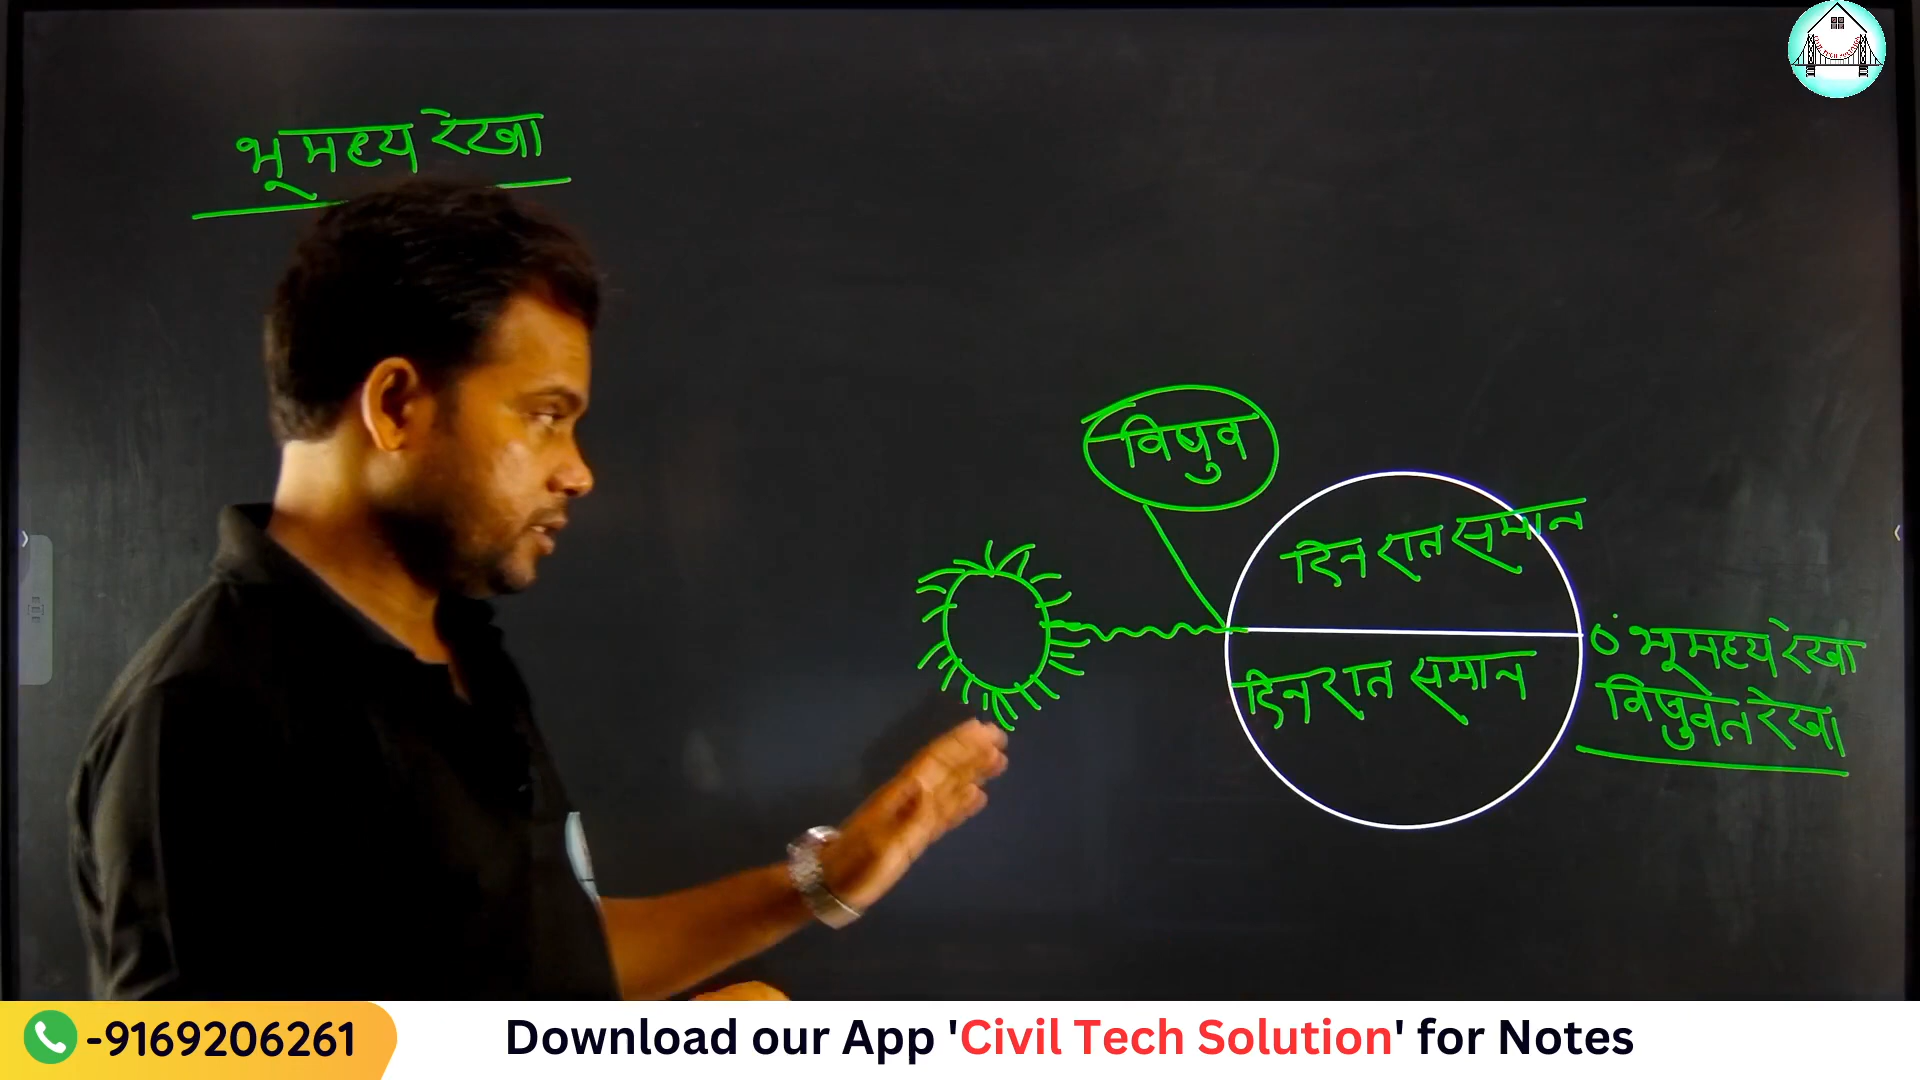 भू मध्य रेखा
विषुव
दिन रात समान
0° भू मध्य रेखा
दिन रात समान
विषुवत रेखा
-9169206261
Download our App 'Civil Tech Solution' for Notes